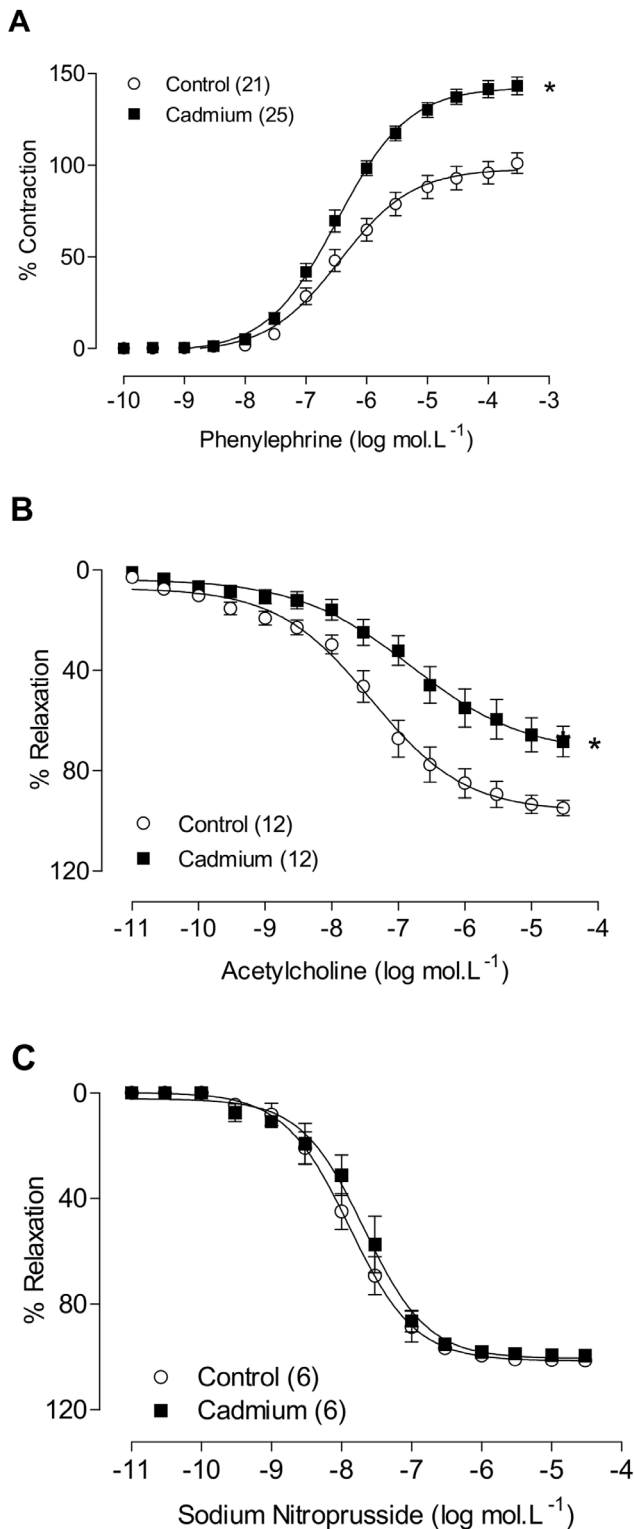 A
150
100
50
0
% Contraction
Control (21)
Cadmium (25)
*
-10 -9 -8 -7 -6 -5 -4 -3
Phenylephrine (log mol.L⁻¹)
B
0
40
80
120
% Relaxation
*
Control (12)
Cadmium (12)
-11 -10 -9 -8 -7 -6 -5 -4
Acetylcholine (log mol.L⁻¹)
C
0
40
80
120
% Relaxation
Control (6)
Cadmium (6)
-11 -10 -9 -8 -7 -6 -5 -4
Sodium Nitroprusside (log mol.L⁻¹)